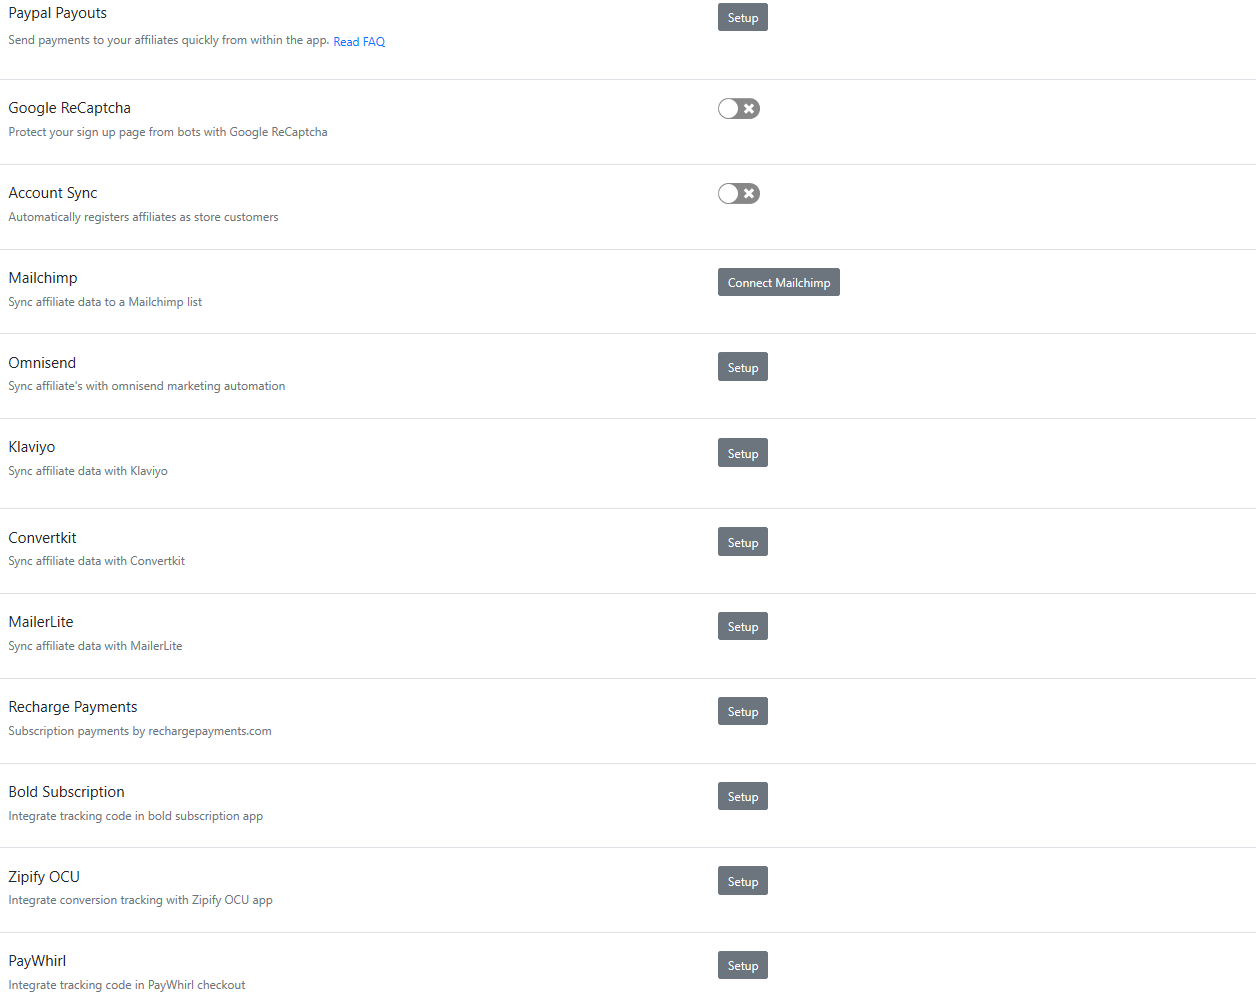 Paypal Payouts
Setup
Send payments to your affiliates quickly from within the app. Read FAQ
Google ReCaptcha
Protect your sign up page from bots with Google ReCaptcha
Account Sync
Automatically registers affiliates as store customers
Mailchimp
Connect Mailchimp
Sync affiliate data to a Mailchimp list
Omnisend
Setup
Sync affiliate's with omnisend marketing automation
Klaviyo
Setup
Sync affiliate data with Klaviyo
Convertkit
Setup
Sync affiliate data with Convertkit
MailerLite
Setup
Sync affiliate data with MailerLite
Recharge Payments
Setup
Subscription payments by rechargepayments.com
Bold Subscription
Setup
Integrate tracking code in bold subscription app
Zipify OCU
Setup
Integrate conversion tracking with Zipify OCU app
PayWhirl
Setup
Integrate tracking code in PayWhirl checkout